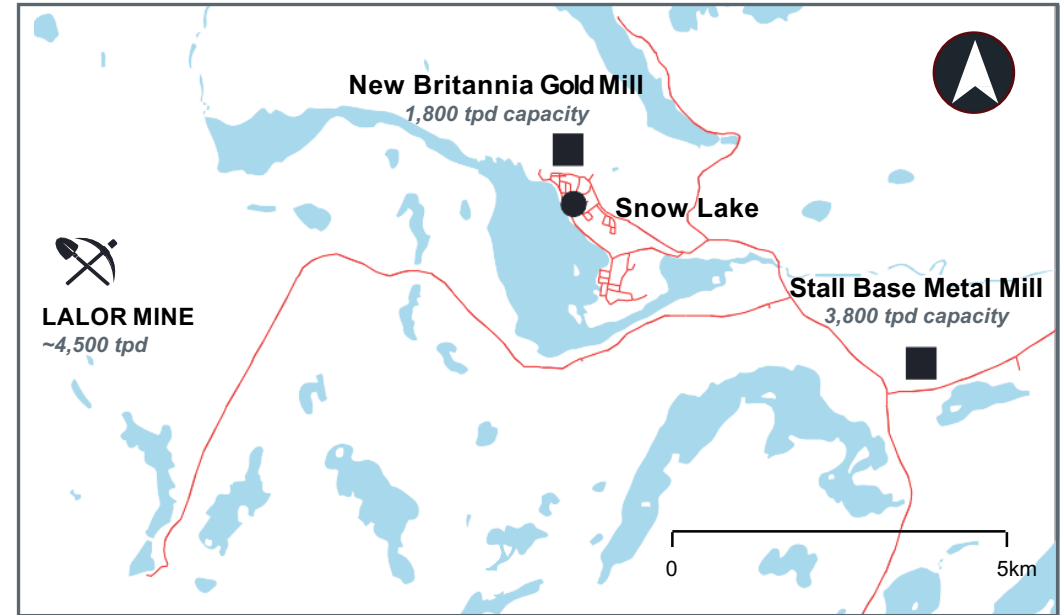 New Britannia Gold Mill
1,800 tpd capacity
Snow Lake
LALOR MINE
~4,500 tpd
Stall Base Metal Mill
3,800 tpd capacity
0
5km